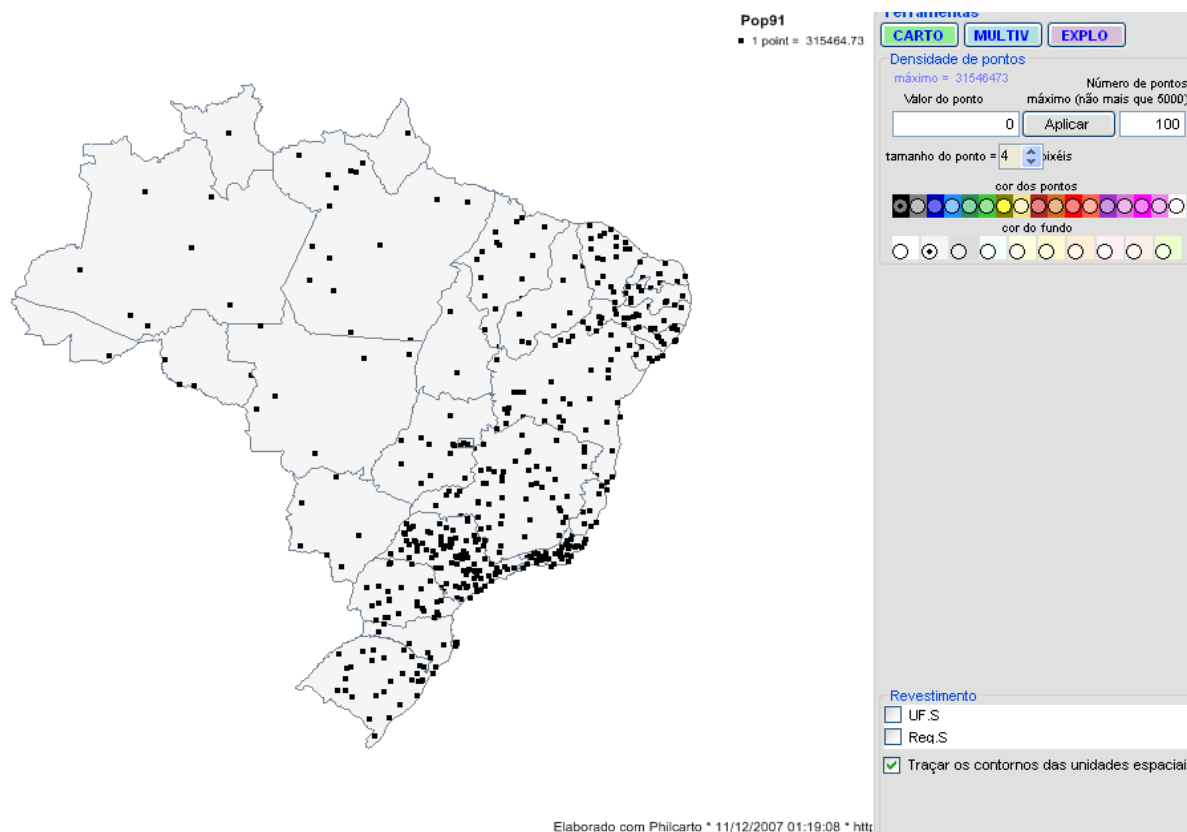 Pop91
1 point = 315464.73
Ferramentas
CARTO MULTIV EXPLO
Densidade de pontos
máximo = 31546473
Número de pontos
Valor do ponto máximo (não mais que 5000)
0 Aplicar 100
tamanho do ponto = 4 pixéis
cor dos pontos
cor do fundo
Revestimento
UF.S
Reg.S
Traçar os contornos das unidades espaciai
Elaborado com Philcarto * 11/12/2007 01:19:08 * http